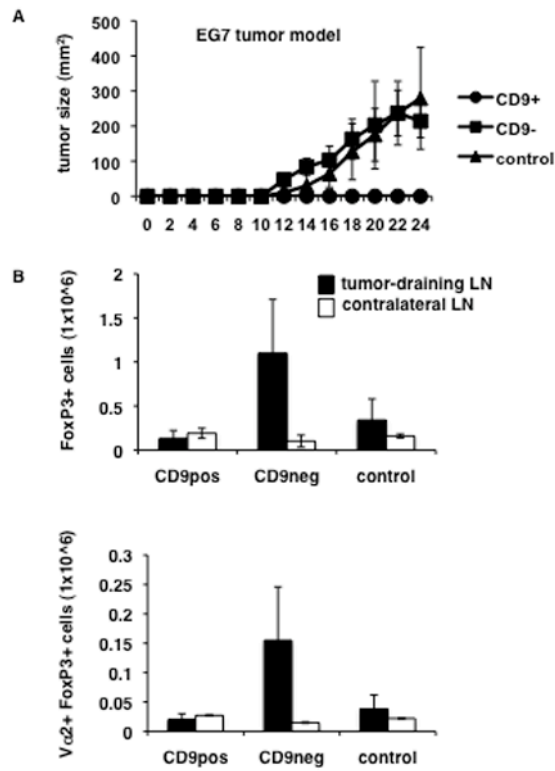 A
EG7 tumor model
tumor size (mm²)
500
400
300
200
100
0
0 2 4 6 8 10 12 14 16 18 20 22 24
CD9+
CD9-
control
B
FoxP3+ cells (1x10^6)
2
1.5
1
0.5
0
tumor-draining LN
contralateral LN
CD9pos CD9neg control
Vα2+ FoxP3+ cells (1x10^6)
0.3
0.25
0.2
0.15
0.1
0.05
0
CD9pos CD9neg control